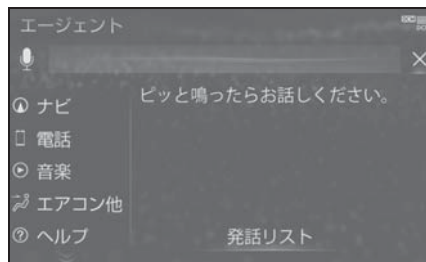 エージェント
ピッと鳴ったらお話しください。
ナビ
電話
音楽
エアコン他
ヘルプ
発話リスト